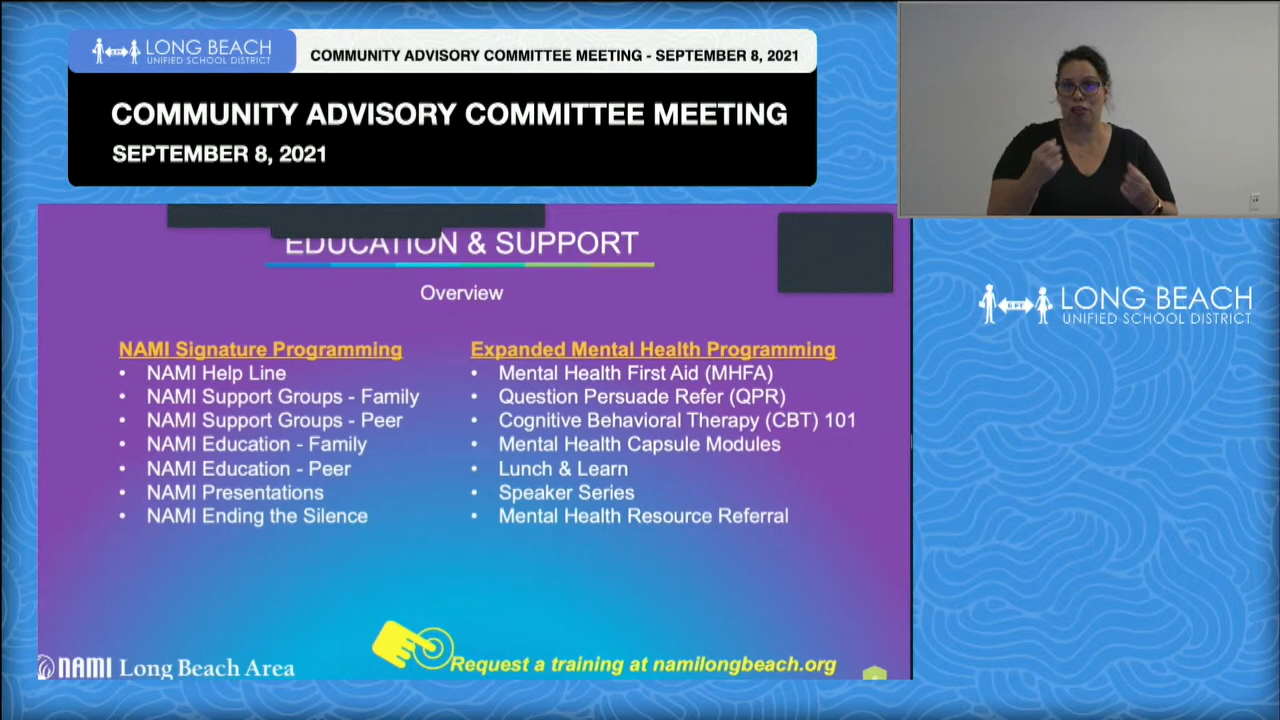 LONG BEACH
UNIFIED SCHOOL DISTRICT
COMMUNITY ADVISORY COMMITTEE MEETING - SEPTEMBER 8, 2021
COMMUNITY ADVISORY COMMITTEE MEETING
SEPTEMBER 8, 2021
EDUCATION & SUPPORT
Overview
NAMI Signature Programming
• NAMI Help Line
• NAMI Support Groups - Family
• NAMI Support Groups - Peer
• NAMI Education - Family
• NAMI Education - Peer
• NAMI Presentations
• NAMI Ending the Silence
Expanded Mental Health Programming
• Mental Health First Aid (MHFA)
• Question Persuade Refer (QPR)
• Cognitive Behavioral Therapy (CBT) 101
• Mental Health Capsule Modules
• Lunch & Learn
• Speaker Series
• Mental Health Resource Referral
Request a training at namilongbeach.org
NAMI Long Beach Area
6 FT
LONG BEACH
UNIFIED SCHOOL DISTRICT